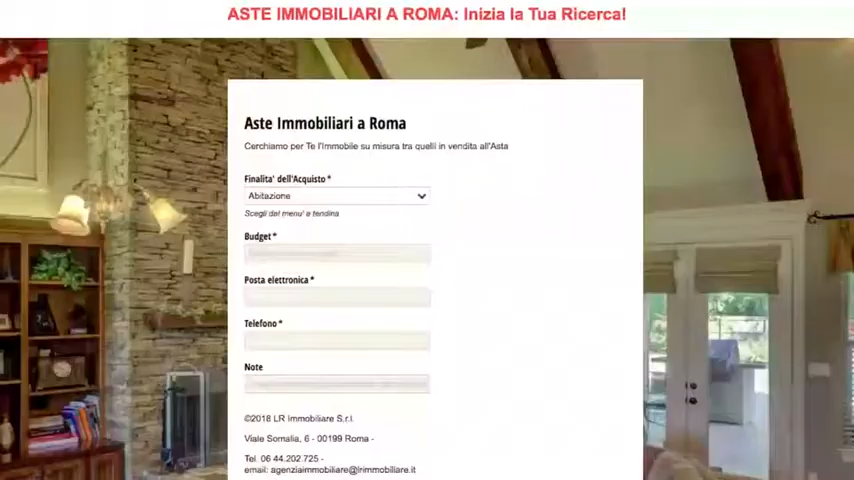 ASTE IMMOBILIARI A ROMA: Inizia la Tua Ricerca!
Aste Immobiliari a Roma
Cerchiamo per Te l'Immobile su misura tra quelli in vendita all'Asta
Finalita' dell'Acquisto *
Abitazione
Scegli dal menu' a tendina
Budget *
Posta elettronica *
Telefono *
Note
©2018 LR Immobiliare S.r.l.
Viale Somalia, 6 - 00199 Roma -
Tel. 06 44.202.725 -
email: agenziaimmobiliare@lrimmobiliare.it